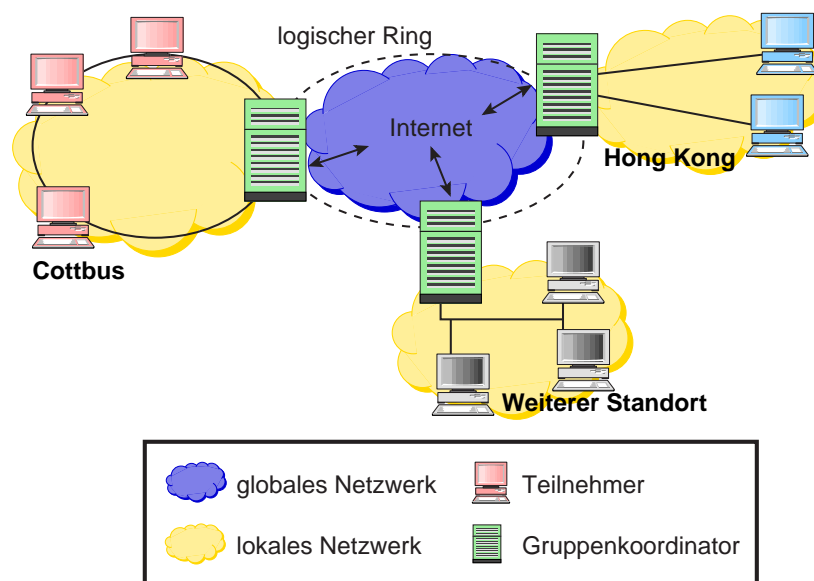 logischer Ring
Internet
Hong Kong
Cottbus
Weiterer Standort
globales Netzwerk
Teilnehmer
lokales Netzwerk
Gruppenkoordinator